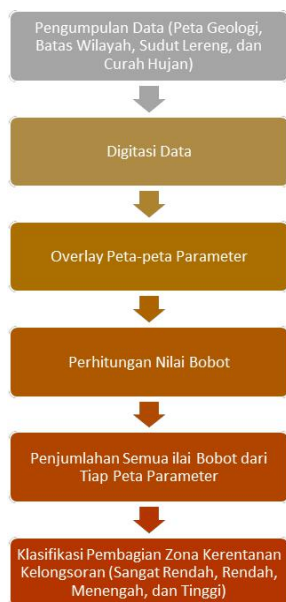 Pengumpulan Data (Peta Geologi,
Batas Wilayah, Sudut Lereng, dan
Curah Hujan)
Digitasi Data
Overlay Peta-peta Parameter
Perhitungan Nilai Bobot
Penjumlahan Semua ilai Bobot dari
Tiap Peta Parameter
Klasifikasi Pembagian Zona Kerentanan
Kelongsoran (Sangat Rendah, Rendah,
Menengah, dan Tinggi)